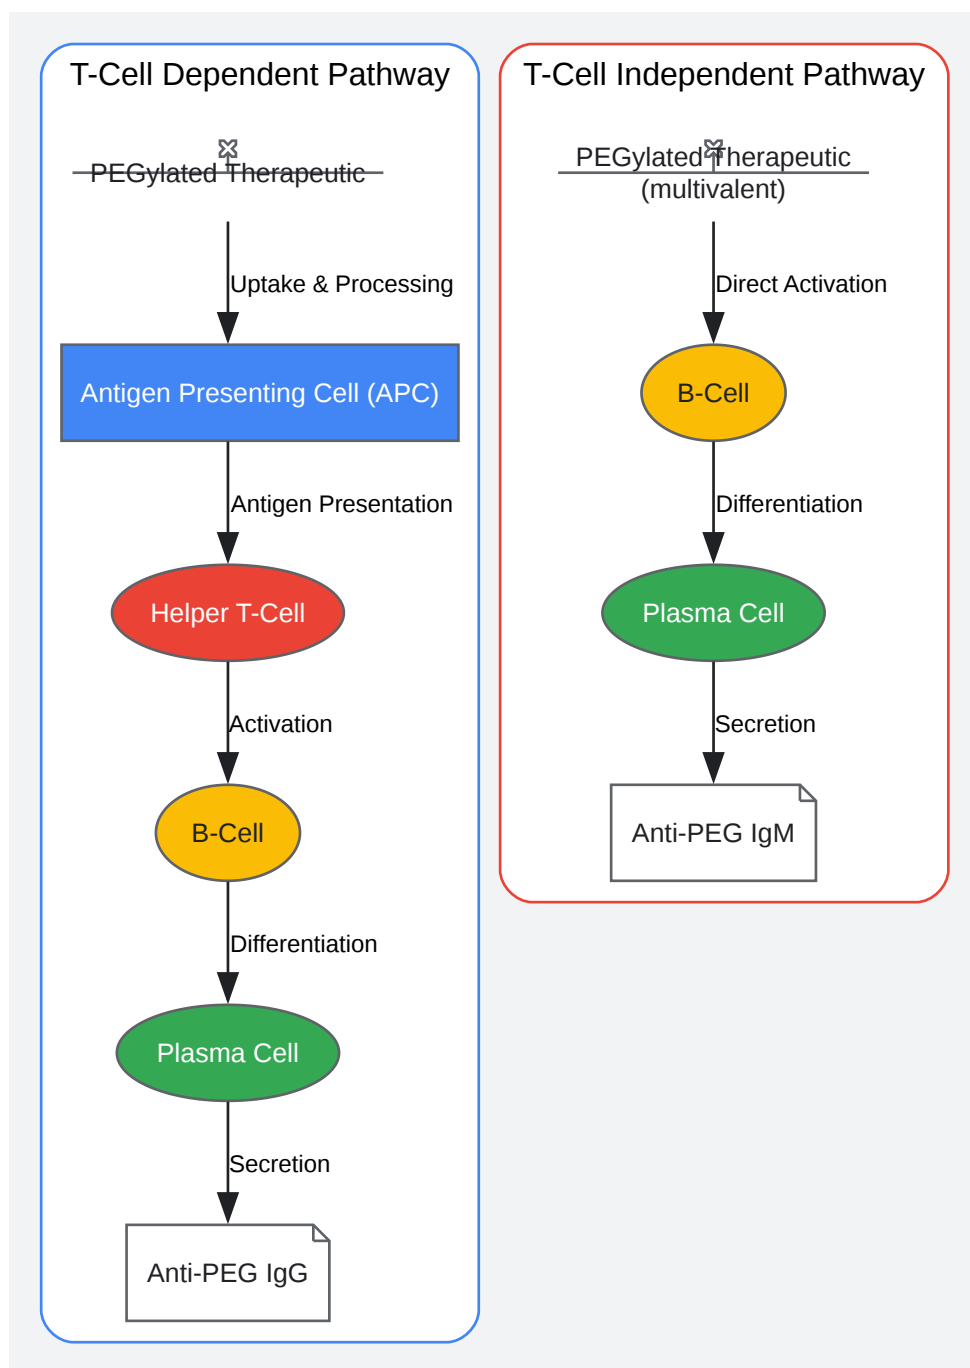 T-Cell Dependent Pathway
PEGylated Therapeutic
Uptake & Processing
Antigen Presenting Cell (APC)
Antigen Presentation
Helper T-Cell
Activation
B-Cell
Differentiation
Plasma Cell
Secretion
Anti-PEG IgG
T-Cell Independent Pathway
PEGylated Therapeutic
(multivalent)
Direct Activation
B-Cell
Differentiation
Plasma Cell
Secretion
Anti-PEG IgM